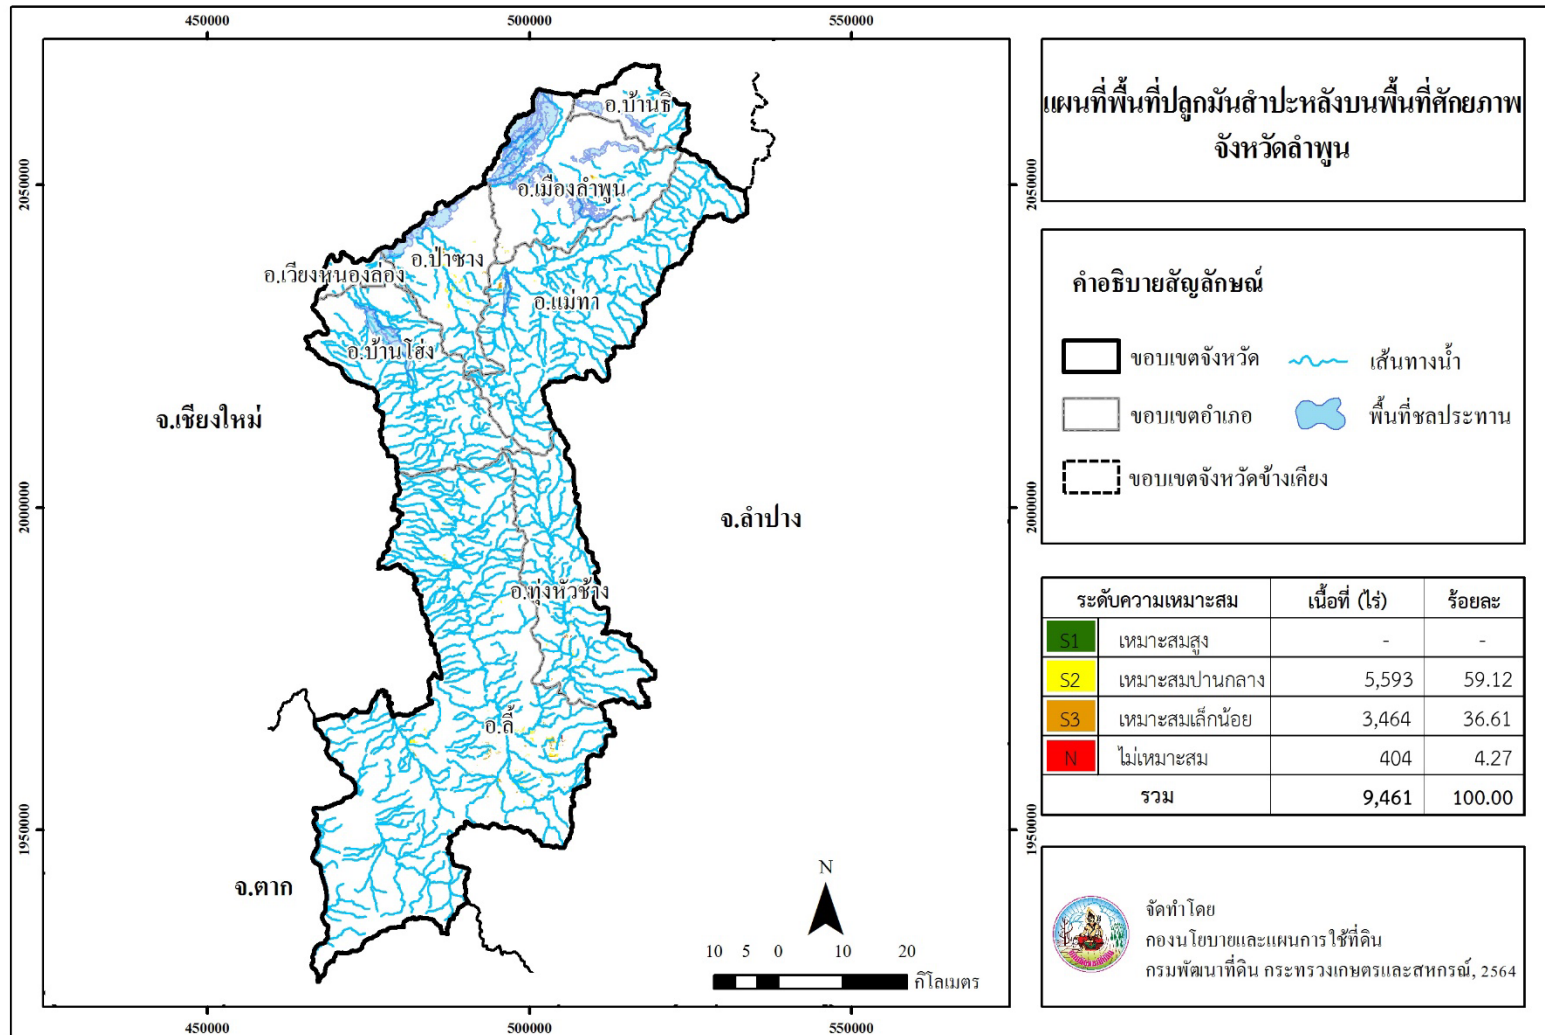 450000 500000 550000
แผนที่พื้นที่ปลูกมันสำปะหลังบนพื้นที่ศักยภาพ
จังหวัดลำพูน
2050000
2000000
1950000
2050000
2000000
1950000
อ.บ้านธิ
อ.เมืองลำพูน
อ.ป่าซาง
อ.เวียงหนองล่อง
อ.แม่ทา
อ.บ้านโฮ่ง
จ.เชียงใหม่
จ.ลำปาง
อ.ทุ่งหัวช้าง
อ.ลี้
จ.ตาก
N
10 5 0 10 20
กิโลเมตร
450000 500000 550000
คำอธิบายสัญลักษณ์
ขอบเขตจังหวัด เส้นทางน้ำ
ขอบเขตอำเภอ พื้นที่ชลประทาน
ขอบเขตจังหวัดข้างเคียง
ระดับความเหมาะสม เนื้อที่ (ไร่) ร้อยละ
S1 เหมาะสมสูง - -
S2 เหมาะสมปานกลาง 5,593 59.12
S3 เหมาะสมเล็กน้อย 3,464 36.61
N ไม่เหมาะสม 404 4.27
รวม 9,461 100.00
จัดทำโดย
กองนโยบายและแผนการใช้ที่ดิน
กรมพัฒนาที่ดิน กระทรวงเกษตรและสหกรณ์, 2564